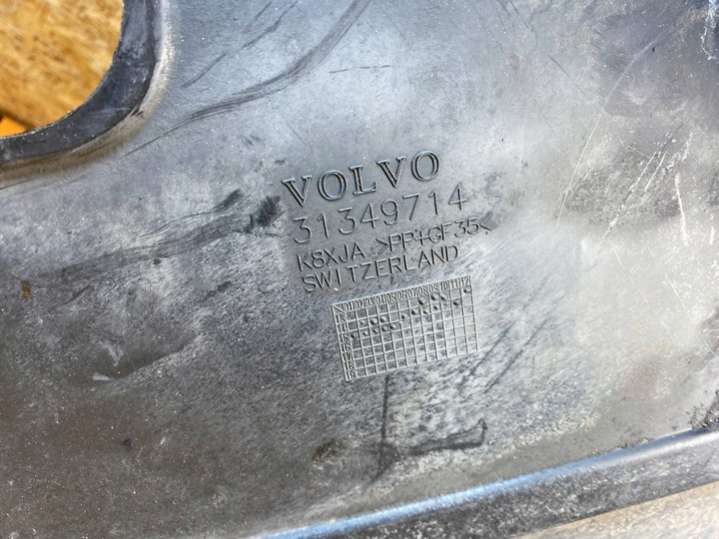 VOLVO
31349714
K8XJA >PP+GF35<
SWITZERLAND